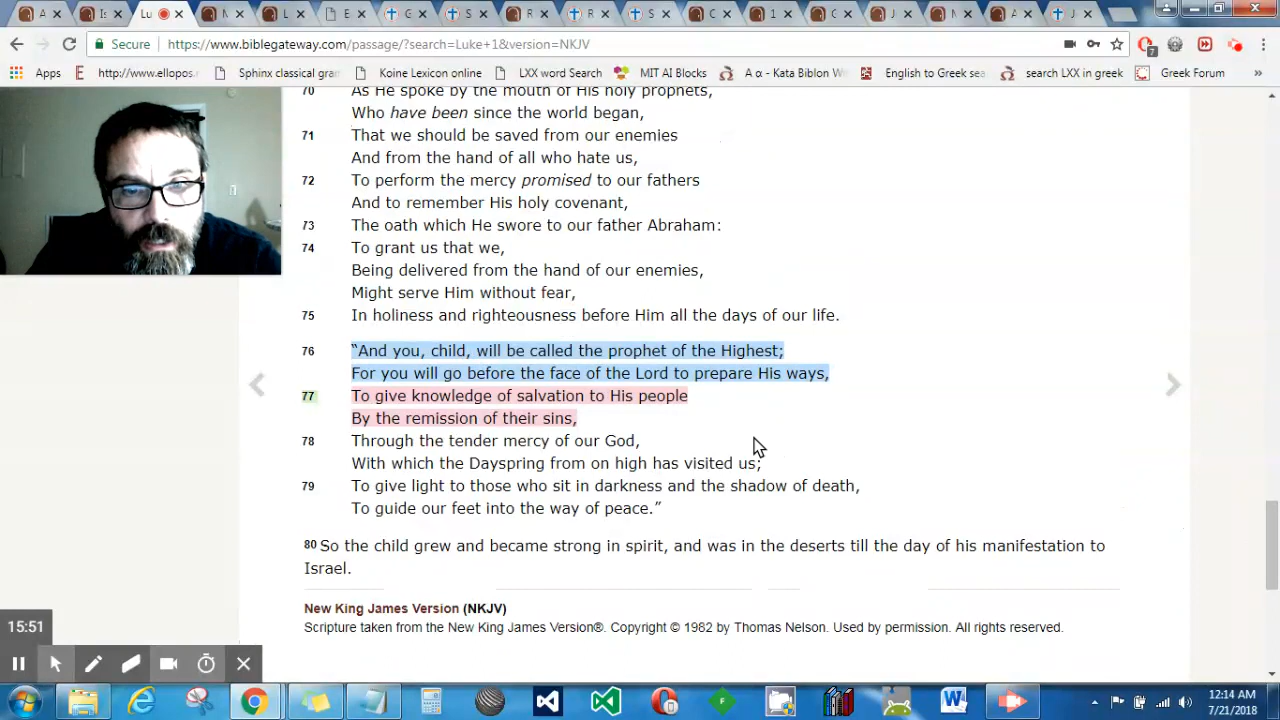 A
Is
Lu
N
L
E
G
R
R
S
C
1
J
N
A
J
Secure | https://www.biblegateway.com/passage/?search=Luke+1&version=NKJV
7
Apps http://www.ellopos.r Sphinx classical gran Koine Lexicon online LXX word Search MIT AI Blocks A α - Kata Biblon W English to Greek sea search LXX in greek Greek Forum »
70 As He spoke by the mouth of His holy prophets,
Who have been since the world began,
71 That we should be saved from our enemies
And from the hand of all who hate us,
72 To perform the mercy promised to our fathers
And to remember His holy covenant,
73 The oath which He swore to our father Abraham:
74 To grant us that we,
Being delivered from the hand of our enemies,
Might serve Him without fear,
75 In holiness and righteousness before Him all the days of our life.
76 “And you, child, will be called the prophet of the Highest;
For you will go before the face of the Lord to prepare His ways,
77 To give knowledge of salvation to His people
By the remission of their sins,
78 Through the tender mercy of our God,
With which the Dayspring from on high has visited us;
79 To give light to those who sit in darkness and the shadow of death,
To guide our feet into the way of peace.”
80 So the child grew and became strong in spirit, and was in the deserts till the day of his manifestation to
Israel.
New King James Version (NKJV)
Scripture taken from the New King James Version®. Copyright © 1982 by Thomas Nelson. Used by permission. All rights reserved.
15:51
12:14 AM
7/21/2018